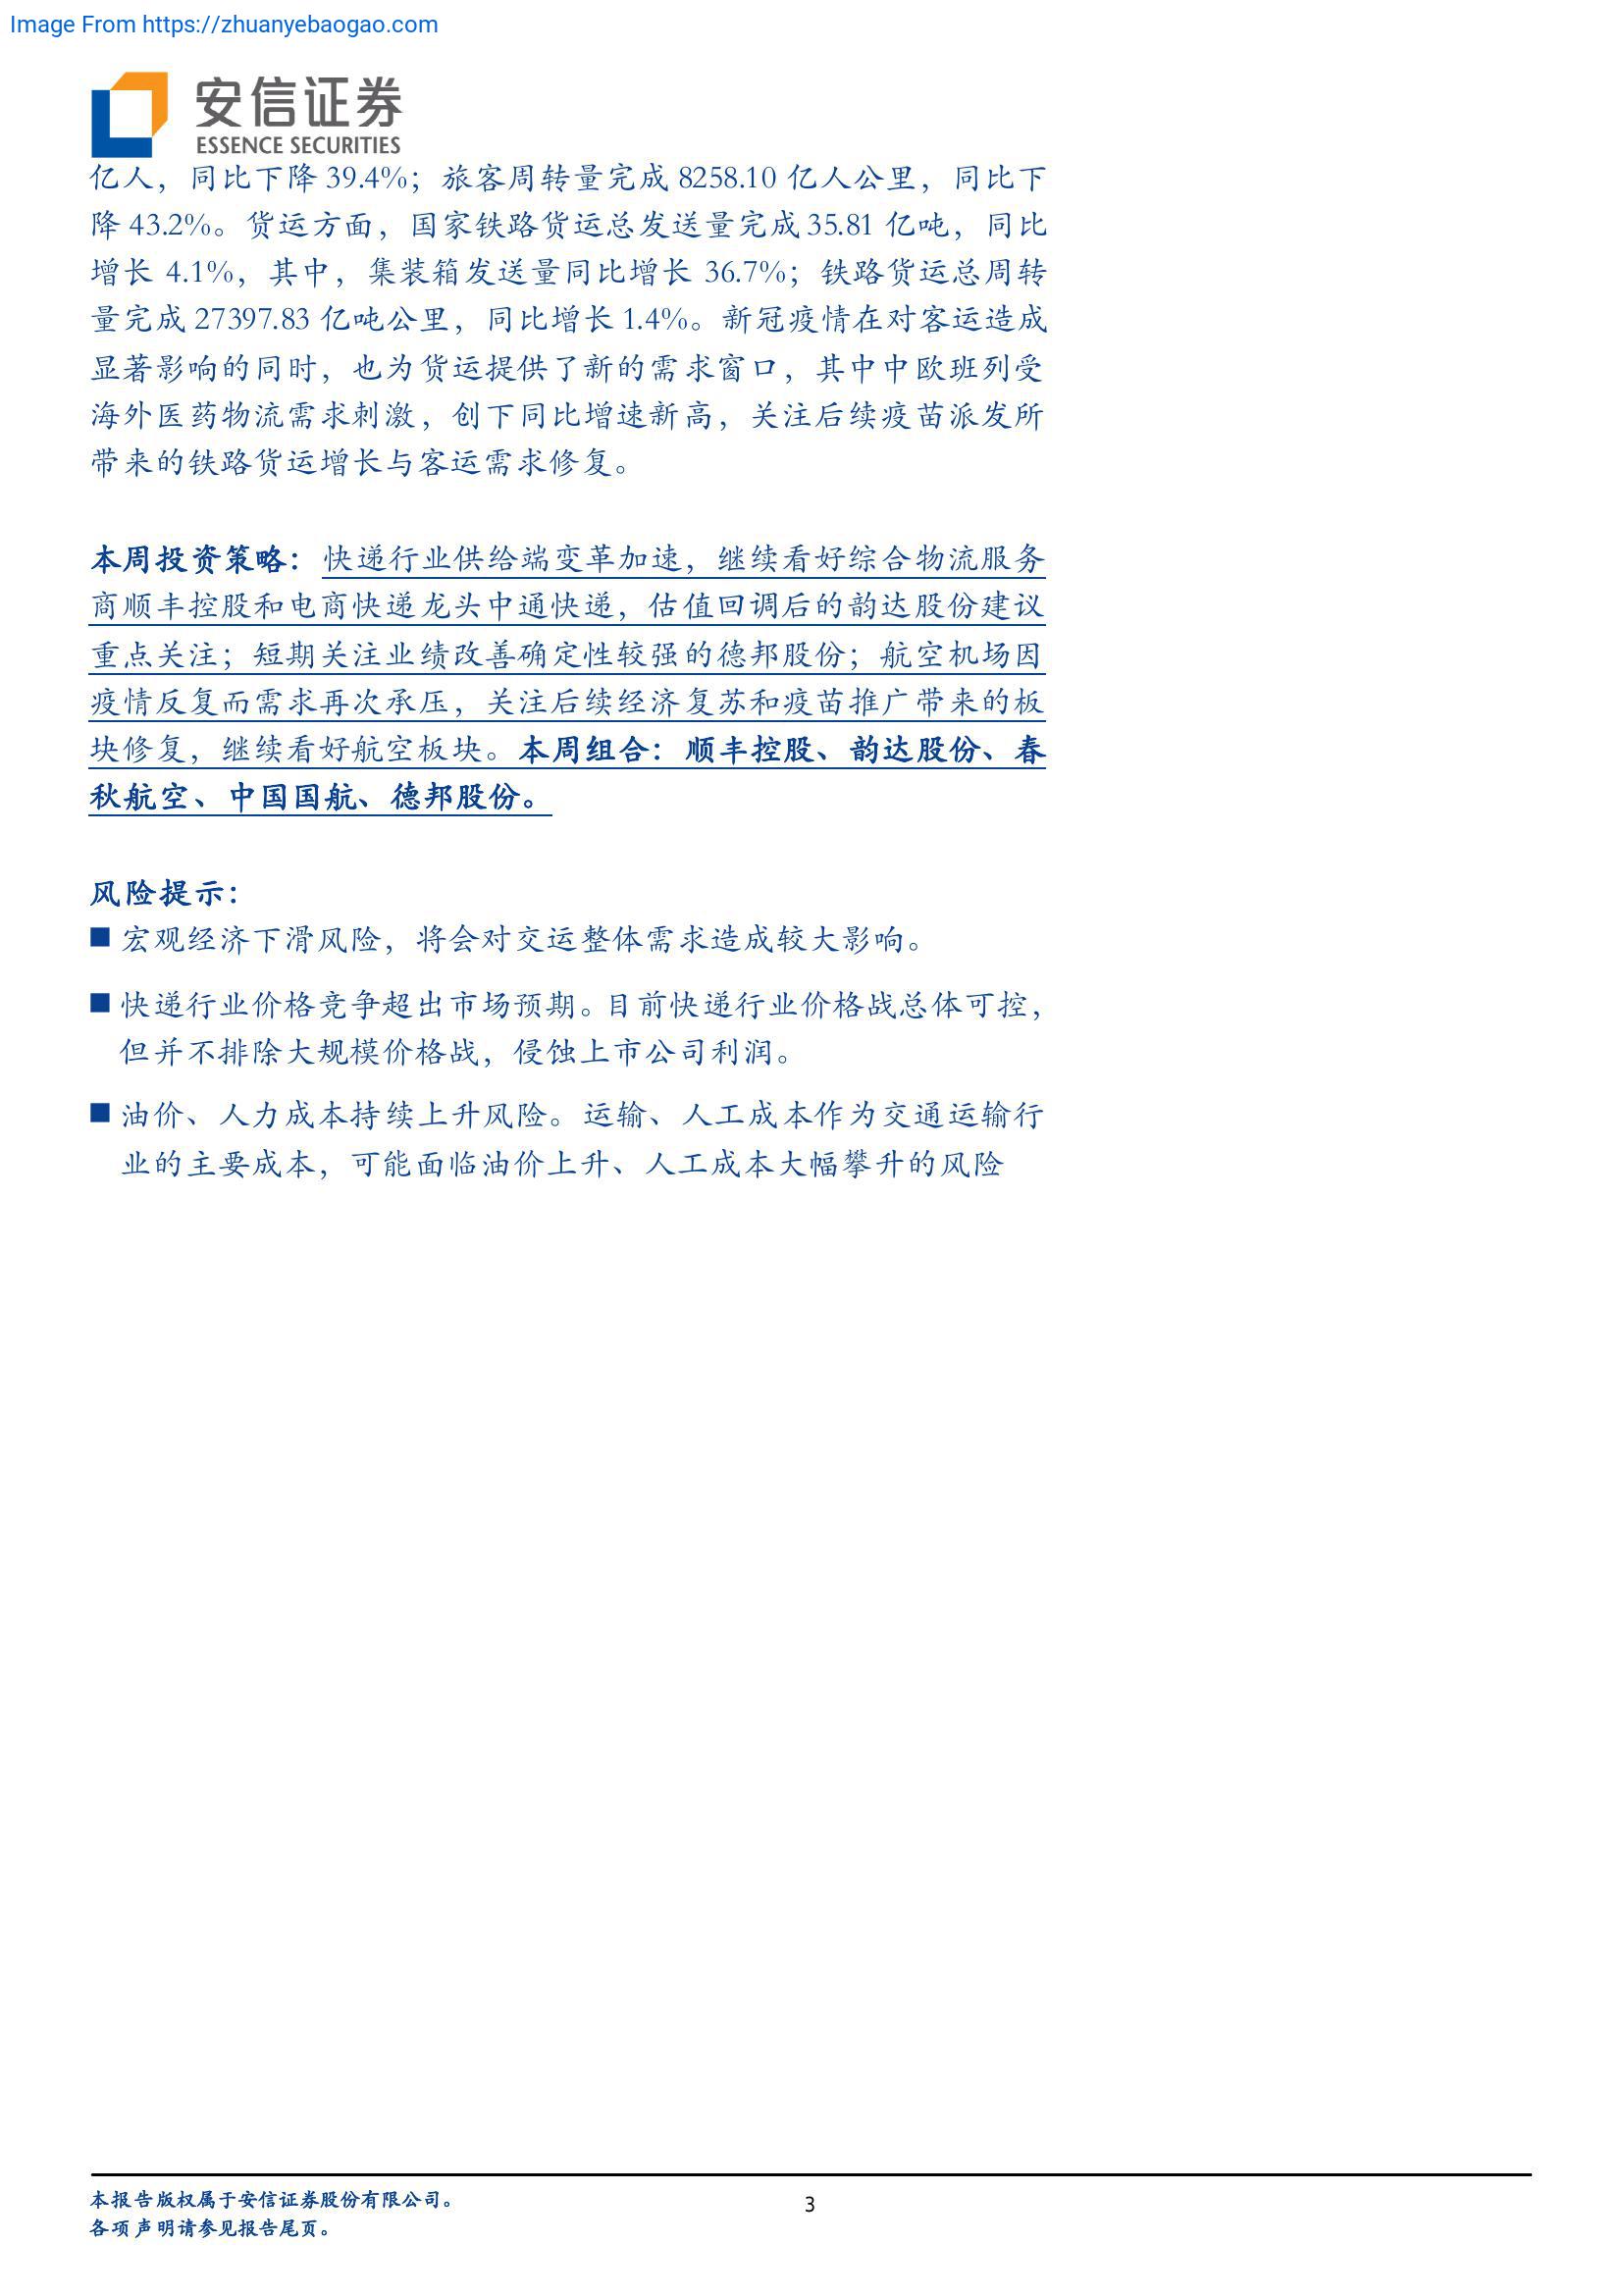 Image From https://zhuanyebaogao.com
安信证券
ESSENCE SECURITIES
亿人，同比下降 39.4%；旅客周转量完成 8258.10 亿人公里，同比下
降 43.2%。货运方面，国家铁路货运总发送量完成 35.81 亿吨，同比
增长 4.1%，其中，集装箱发送量同比增长 36.7%；铁路货运总周转
量完成 27397.83 亿吨公里，同比增长 1.4%。新冠疫情在对客运造成
显著影响的同时，也为货运提供了新的需求窗口，其中中欧班列受
海外医药物流需求刺激，创下同比增速新高，关注后续疫苗派发所
带来的铁路货运增长与客运需求修复。
本周投资策略：快递行业供给端变革加速，继续看好综合物流服务
商顺丰控股和电商快递龙头中通快递，估值回调后的韵达股份建议
重点关注；短期关注业绩改善确定性较强的德邦股份；航空机场因
疫情反复而需求再次承压，关注后续经济复苏和疫苗推广带来的板
块修复，继续看好航空板块。本周组合：顺丰控股、韵达股份、春
秋航空、中国国航、德邦股份。
风险提示：
■ 宏观经济下滑风险，将会对交运整体需求造成较大影响。
■ 快递行业价格竞争超出市场预期。目前快递行业价格战总体可控，
但并不排除大规模价格战，侵蚀上市公司利润。
■ 油价、人力成本持续上升风险。运输、人工成本作为交通运输行
业的主要成本，可能面临油价上升、人工成本大幅攀升的风险
本报告版权属于安信证券股份有限公司。
各项声明请参见报告尾页。
3